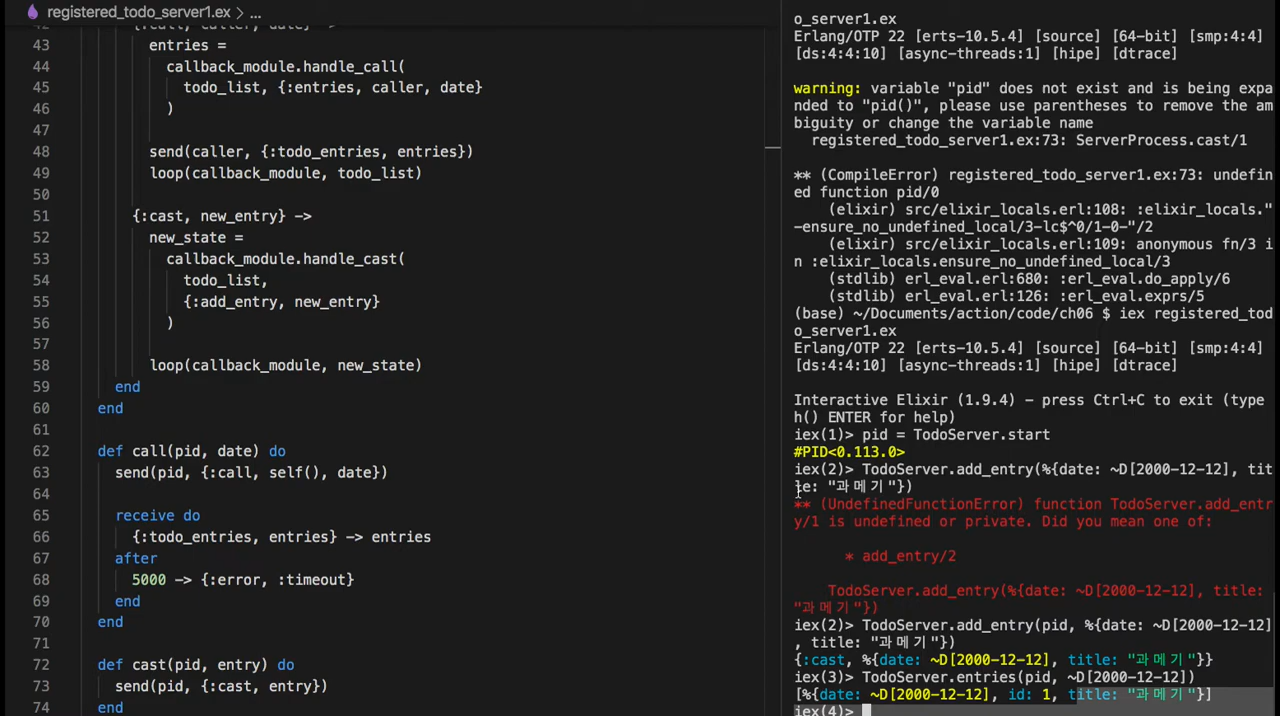 registered_todo_server1.ex > ...
42 {:call, caller, date} ->
43 entries =
44 callback_module.handle_call(
45 todo_list, {:entries, caller, date}
46 )
47
48 send(caller, {:todo_entries, entries})
49 loop(callback_module, todo_list)
50
51 {:cast, new_entry} ->
52 new_state =
53 callback_module.handle_cast(
54 todo_list,
55 {:add_entry, new_entry}
56 )
57
58 loop(callback_module, new_state)
59 end
60 end
61
62 def call(pid, date) do
63 send(pid, {:call, self(), date})
64
65 receive do
66 {:todo_entries, entries} -> entries
67 after
68 5000 -> {:error, :timeout}
69 end
70 end
71
72 def cast(pid, entry) do
73 send(pid, {:cast, entry})
74 end
o_server1.ex
Erlang/OTP 22 [erts-10.5.4] [source] [64-bit] [smp:4:4]
[ds:4:4:10] [async-threads:1] [hipe] [dtrace]
warning: variable "pid" does not exist and is being expa
nded to "pid()", please use parentheses to remove the am
biguity or change the variable name
registered_todo_server1.ex:73: ServerProcess.cast/1
** (CompileError) registered_todo_server1.ex:73: undefin
ed function pid/0
(elixir) src/elixir_locals.erl:108: :elixir_locals."
-ensure_no_undefined_local/3-lc$^0/1-0-"/2
(elixir) src/elixir_locals.erl:109: anonymous fn/3 i
n :elixir_locals.ensure_no_undefined_local/3
(stdlib) erl_eval.erl:680: :erl_eval.do_apply/6
(stdlib) erl_eval.erl:126: :erl_eval.exprs/5
(base) ~/Documents/action/code/ch06 $ iex registered_tod
o_server1.ex
Erlang/OTP 22 [erts-10.5.4] [source] [64-bit] [smp:4:4]
[ds:4:4:10] [async-threads:1] [hipe] [dtrace]
Interactive Elixir (1.9.4) - press Ctrl+C to exit (type
h() ENTER for help)
iex(1)> pid = TodoServer.start
#PID<0.113.0>
iex(2)> TodoServer.add_entry(%{date: ~D[2000-12-12], tit
le: "과메기"})
** (UndefinedFunctionError) function TodoServer.add_entr
y/1 is undefined or private. Did you mean one of:
* add_entry/2
TodoServer.add_entry(%{date: ~D[2000-12-12], title:
"과메기"})
iex(2)> TodoServer.add_entry(pid, %{date: ~D[2000-12-12]
, title: "과메기"})
{:cast, %{date: ~D[2000-12-12], title: "과메기"}}
iex(3)> TodoServer.entries(pid, ~D[2000-12-12])
[%{date: ~D[2000-12-12], id: 1, title: "과메기"}]
iex(4)>